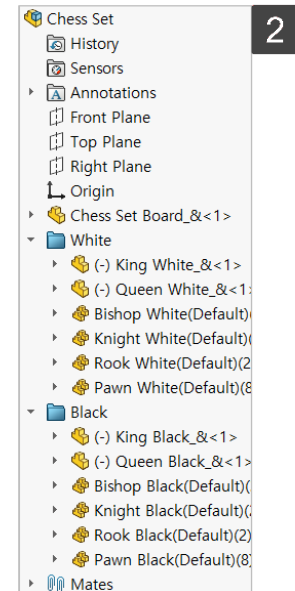 Chess Set
2
History
Sensors
Annotations
Front Plane
Top Plane
Right Plane
Origin
Chess Set Board_&<1>
White
(-) King White_&<1>
(-) Queen White_&<1>
Bishop White(Default)(
Knight White(Default)(
Rook White(Default)(2
Pawn White(Default)(8
Black
(-) King Black_&<1>
(-) Queen Black_&<1>
Bishop Black(Default)(
Knight Black(Default)(
Rook Black(Default)(2)
Pawn Black(Default)(8)
Mates